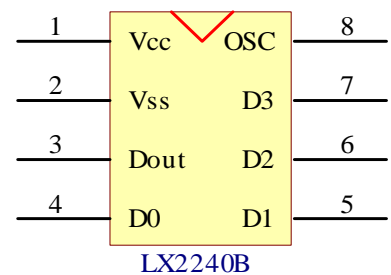 1 Vcc OSC 8
2 Vss D3 7
3 Dout D2 6
4 D0 D1 5
LX2240B